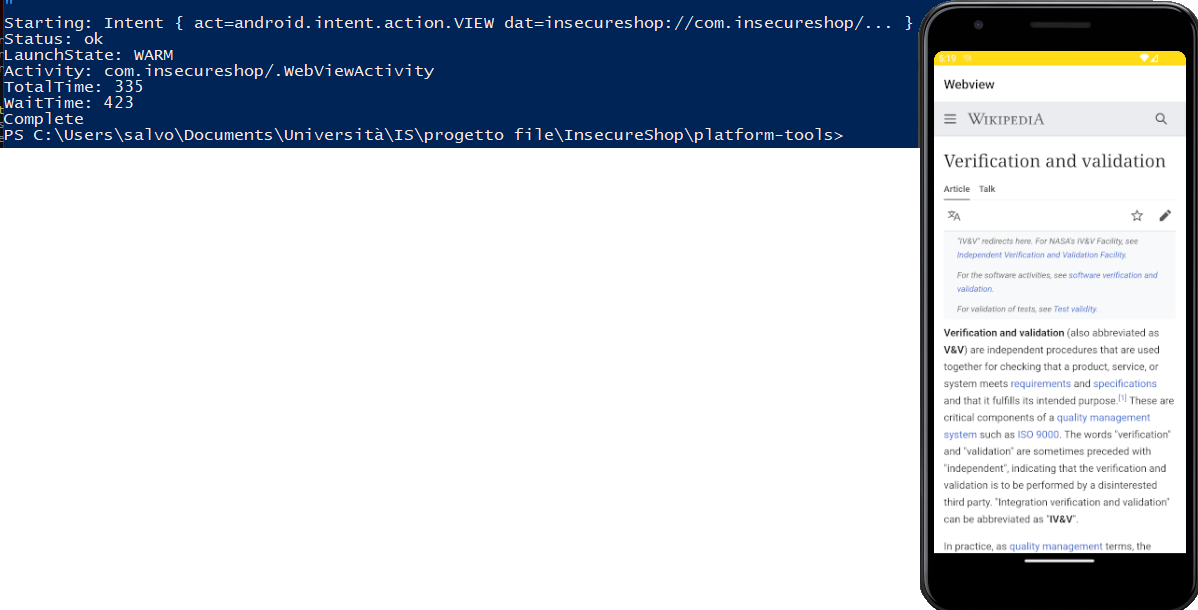 "
Starting: Intent { act=android.intent.action.VIEW dat=insecureshop://com.insecureshop/... }
Status: ok
LaunchState: WARM
Activity: com.insecureshop/.WebViewActivity
TotalTime: 335
WaitTime: 423
Complete
PS C:\Users\salvo\Documents\Università\IS\progetto file\InsecureShop\platform-tools>
5:19
Webview
WIKIPEDIA
Verification and validation
Article Talk
"IV&V" redirects here. For NASA's IV&V Facility, see
Independent Verification and Validation Facility.
For the software activities, see software verification and
validation.
For validation of tests, see Test validity.
Verification and validation (also abbreviated as
V&V) are independent procedures that are used
together for checking that a product, service, or
system meets requirements and specifications
and that it fulfills its intended purpose.[1] These are
critical components of a quality management
system such as ISO 9000. The words "verification"
and "validation" are sometimes preceded with
"independent", indicating that the verification and
validation is to be performed by a disinterested
third party. "Integration verification and validation"
can be abbreviated as "IV&V".
In practice, as quality management terms, the